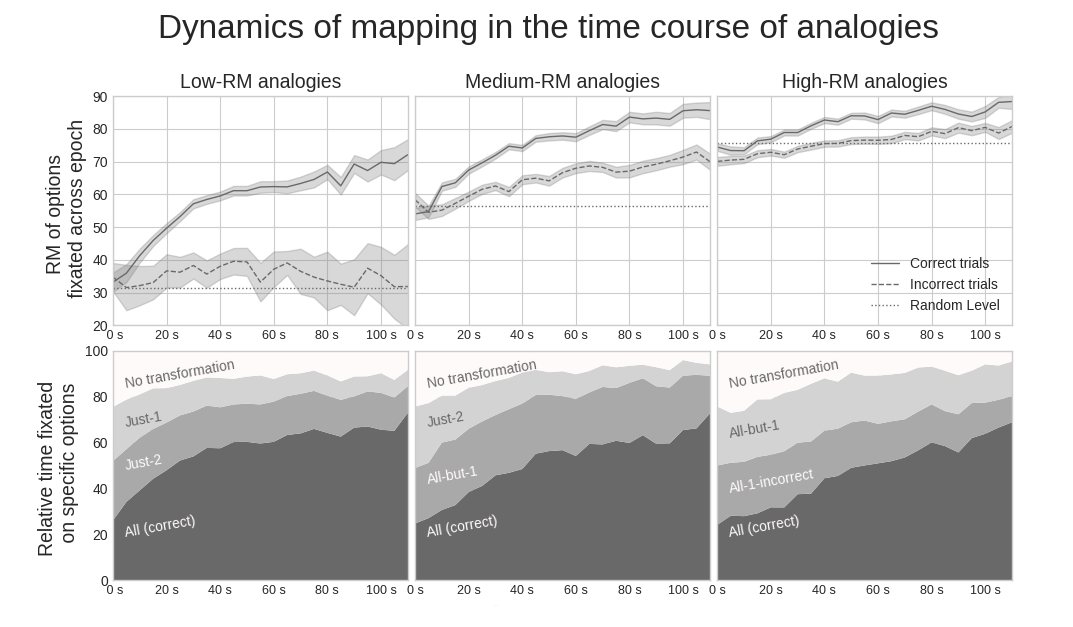 Dynamics of mapping in the time course of analogies
Low-RM analogies
Medium-RM analogies
High-RM analogies
RM of options
fixated across epoch
90
80
70
60
50
40
30
20
0 s 20 s 40 s 60 s 80 s 100 s
0 s 20 s 40 s 60 s 80 s 100 s
0 s 20 s 40 s 60 s 80 s 100 s
Correct trials
Incorrect trials
Random Level
Relative time fixated
on specific options
100
80
60
40
20
0
No transformation
Just-1
Just-2
All (correct)
0 s 20 s 40 s 60 s 80 s 100 s
No transformation
Just-2
All-but-1
All (correct)
0 s 20 s 40 s 60 s 80 s 100 s
No transformation
All-but-1
All-1-incorrect
All (correct)
0 s 20 s 40 s 60 s 80 s 100 s